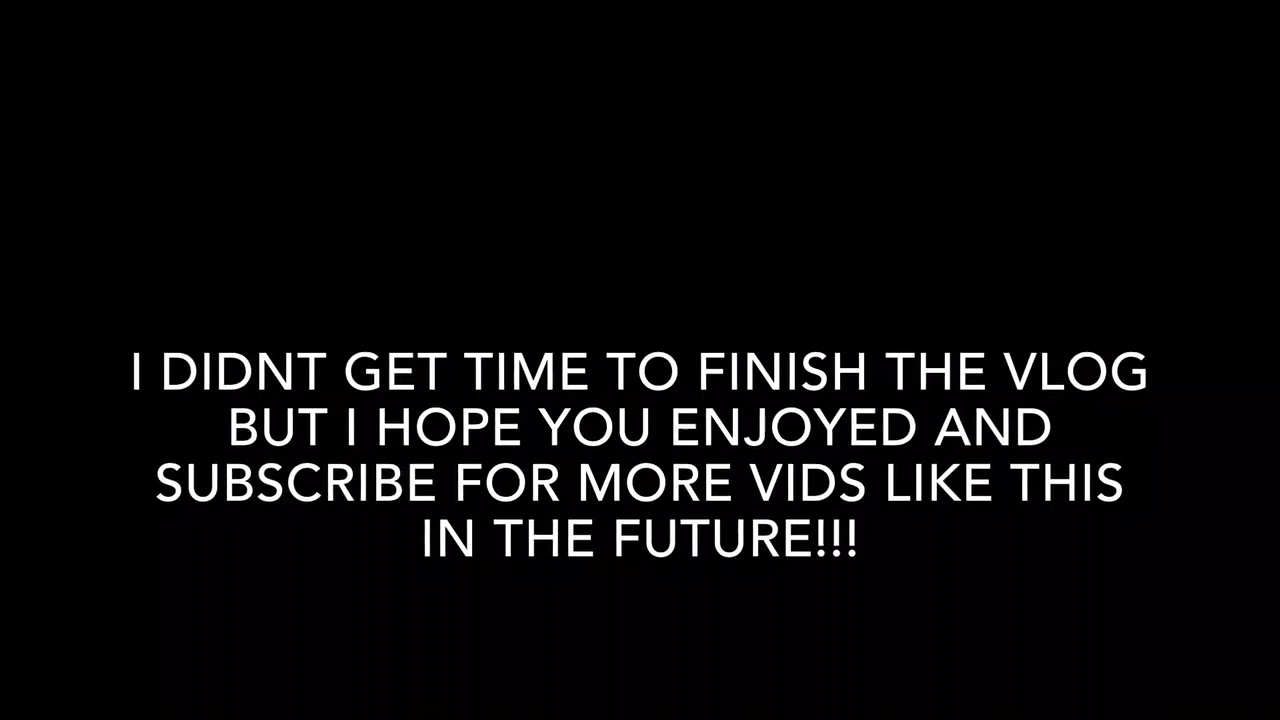 I DIDNT GET TIME TO FINISH THE VLOG
BUT I HOPE YOU ENJOYED AND
SUBSCRIBE FOR MORE VIDS LIKE THIS
IN THE FUTURE!!!